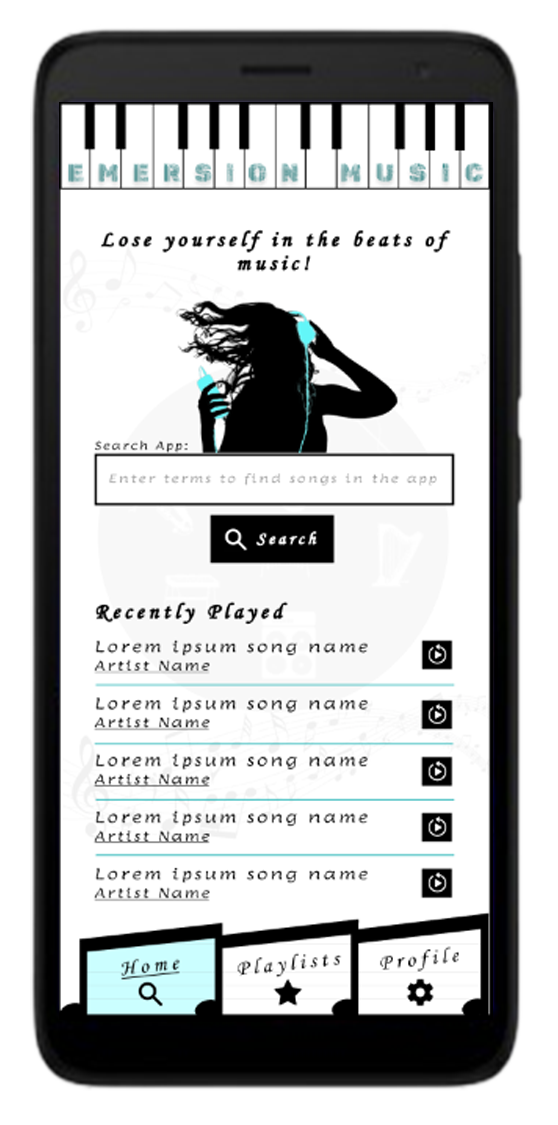 EMERSION MUSIC
Lose yourself in the beats of
music!
Search App:
Enter terms to find songs in the app
Search
Recently Played
Lorem ipsum song name
Artist Name
Lorem ipsum song name
Artist Name
Lorem ipsum song name
Artist Name
Lorem ipsum song name
Artist Name
Lorem ipsum song name
Artist Name
Home
Playlists
Profile